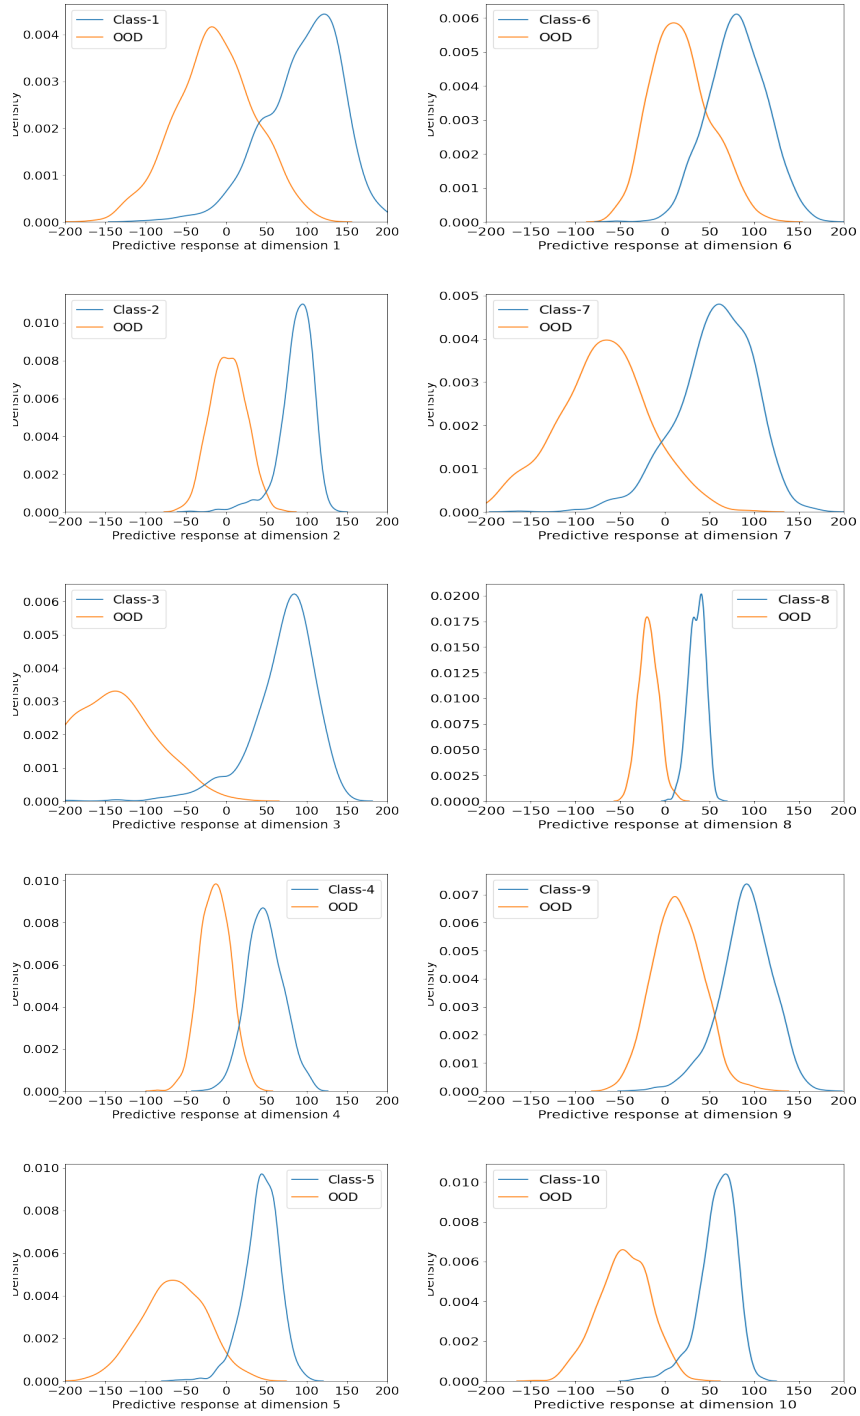 Class-1
OOD
0.004
0.003
0.002
0.001
0.000
Density
−200 −150 −100 −50 0 50 100 150 200
Predictive response at dimension 1
Class-6
OOD
0.006
0.005
0.004
0.003
0.002
0.001
0.000
Density
−200 −150 −100 −50 0 50 100 150 200
Predictive response at dimension 6
Class-2
OOD
0.010
0.008
0.006
0.004
0.002
0.000
Density
−200 −150 −100 −50 0 50 100 150 200
Predictive response at dimension 2
Class-7
OOD
0.005
0.004
0.003
0.002
0.001
0.000
Density
−200 −150 −100 −50 0 50 100 150 200
Predictive response at dimension 7
Class-3
OOD
0.006
0.005
0.004
0.003
0.002
0.001
0.000
Density
−200 −150 −100 −50 0 50 100 150 200
Predictive response at dimension 3
Class-8
OOD
0.0200
0.0175
0.0150
0.0125
0.0100
0.0075
0.0050
0.0025
0.0000
−200 −150 −100 −50 0 50 100 150 200
Predictive response at dimension 8
Class-4
OOD
0.010
0.008
0.006
0.004
0.002
0.000
Density
−200 −150 −100 −50 0 50 100 150 200
Predictive response at dimension 4
Class-9
OOD
0.007
0.006
0.005
0.004
0.003
0.002
0.001
0.000
Density
−200 −150 −100 −50 0 50 100 150 200
Predictive response at dimension 9
Class-5
OOD
0.010
0.008
0.006
0.004
0.002
0.000
Density
−200 −150 −100 −50 0 50 100 150 200
Predictive response at dimension 5
Class-10
OOD
0.010
0.008
0.006
0.004
0.002
0.000
Density
−200 −150 −100 −50 0 50 100 150 200
Predictive response at dimension 10